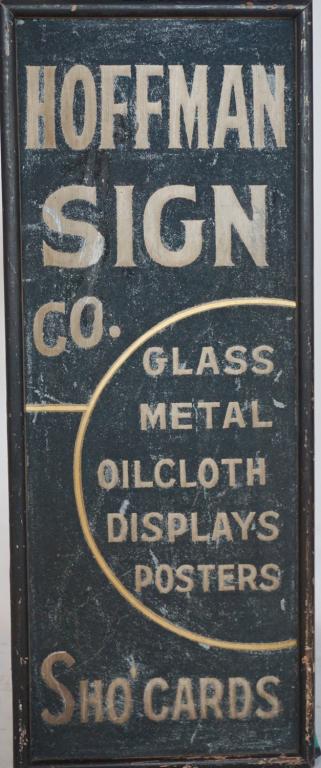 HOFFMAN
SIGN
CO.
GLASS
METAL
OILCLOTH
DISPLAYS
POSTERS
SHO CARDS